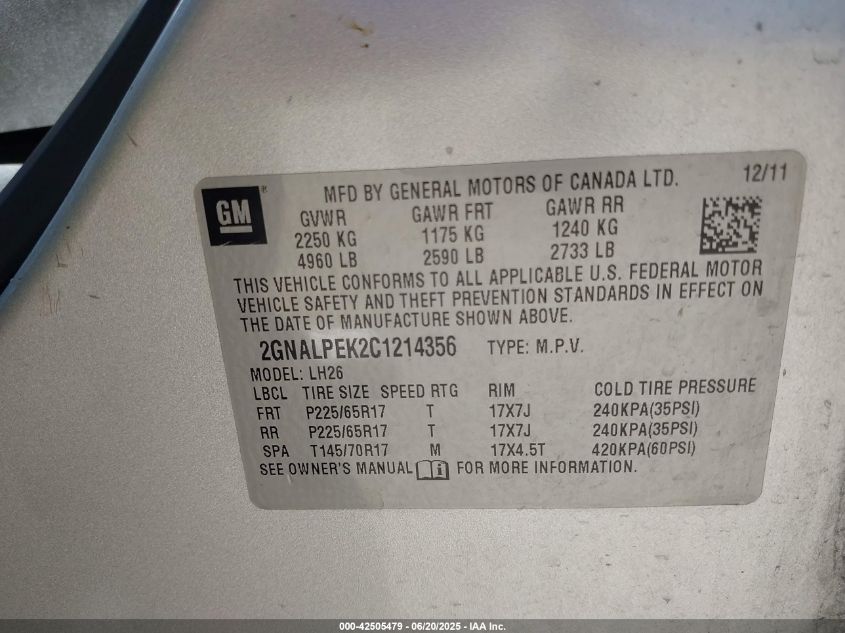 12/11
GM ®
MFD BY GENERAL MOTORS OF CANADA LTD.
GVWR GAWR FRT GAWR RR
2250 KG 1175 KG 1240 KG
4960 LB 2590 LB 2733 LB
THIS VEHICLE CONFORMS TO ALL APPLICABLE U.S. FEDERAL MOTOR
VEHICLE SAFETY AND THEFT PREVENTION STANDARDS IN EFFECT ON
THE DATE OF MANUFACTURE SHOWN ABOVE.
2GNALPEK2C1214356 TYPE: M.P.V.
MODEL: LH26
LBCL TIRE SIZE SPEED RTG RIM COLD TIRE PRESSURE
FRT P225/65R17 T 17X7J 240KPA(35PSI)
RR P225/65R17 T 17X7J 240KPA(35PSI)
SPA T145/70R17 M 17X4.5T 420KPA(60PSI)
SEE OWNER'S MANUAL i FOR MORE INFORMATION.
000-42505479 - 06/20/2025 - IAA Inc.